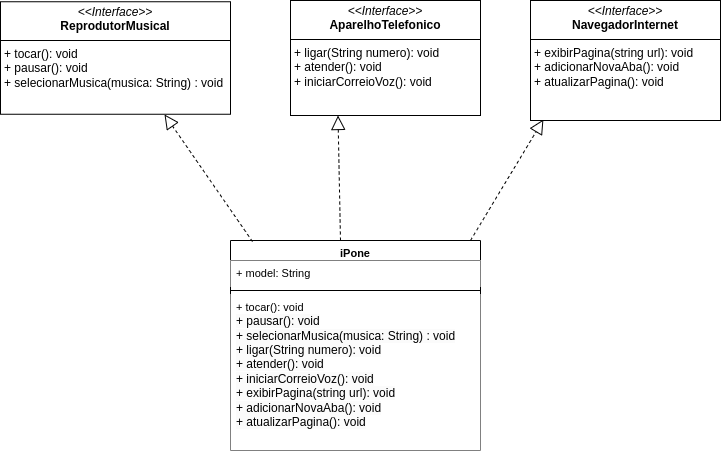 <<Interface>>
ReprodutorMusical
+ tocar(): void
+ pausar(): void
+ selecionarMusica(musica: String) : void
<<Interface>>
AparelhoTelefonico
+ ligar(String numero): void
+ atender(): void
+ iniciarCorreioVoz(): void
<<Interface>>
NavegadorInternet
+ exibirPagina(string url): void
+ adicionarNovaAba(): void
+ atualizarPagina(): void
iPone
+ model: String
+ tocar(): void
+ pausar(): void
+ selecionarMusica(musica: String) : void
+ ligar(String numero): void
+ atender(): void
+ iniciarCorreioVoz(): void
+ exibirPagina(string url): void
+ adicionarNovaAba(): void
+ atualizarPagina(): void